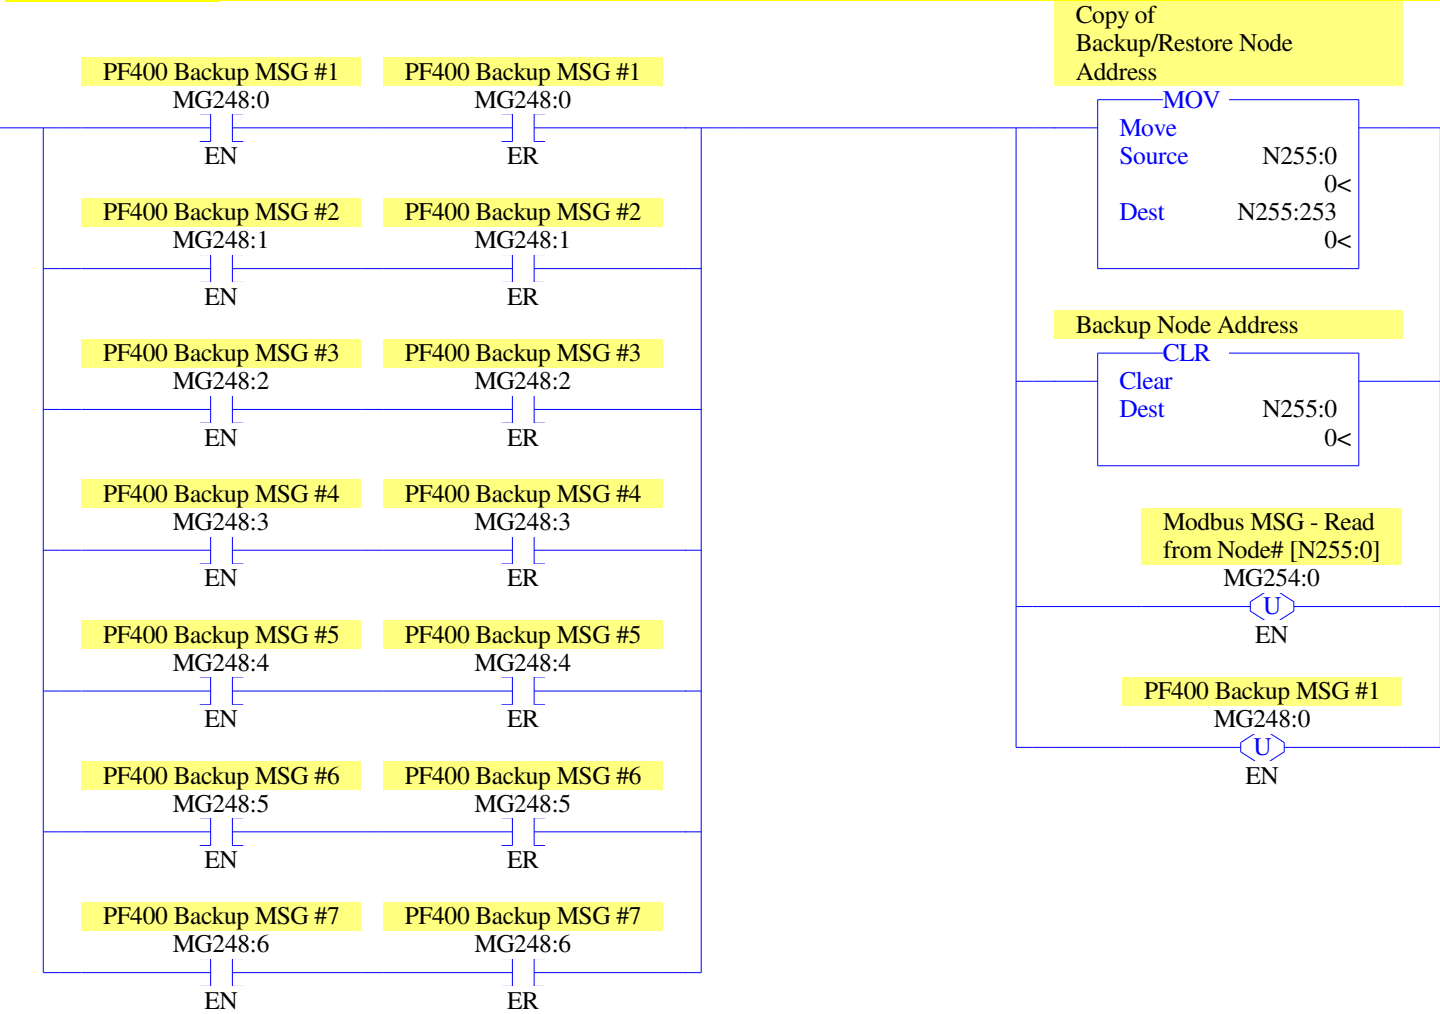 Copy of
Backup/Restore Node
Address
PF400 Backup MSG #1 PF400 Backup MSG #1
MG248:0 MG248:0
EN ER
MOV
Move
Source N255:0
0<
Dest N255:253
0<
PF400 Backup MSG #2 PF400 Backup MSG #2
MG248:1 MG248:1
EN ER
Backup Node Address
CLR
Clear
Dest N255:0
0<
PF400 Backup MSG #3 PF400 Backup MSG #3
MG248:2 MG248:2
EN ER
PF400 Backup MSG #4 PF400 Backup MSG #4
MG248:3 MG248:3
EN ER
Modbus MSG - Read
from Node# [N255:0]
MG254:0
U
EN
PF400 Backup MSG #5 PF400 Backup MSG #5
MG248:4 MG248:4
EN ER
PF400 Backup MSG #1
MG248:0
U
EN
PF400 Backup MSG #6 PF400 Backup MSG #6
MG248:5 MG248:5
EN ER
PF400 Backup MSG #7 PF400 Backup MSG #7
MG248:6 MG248:6
EN ER